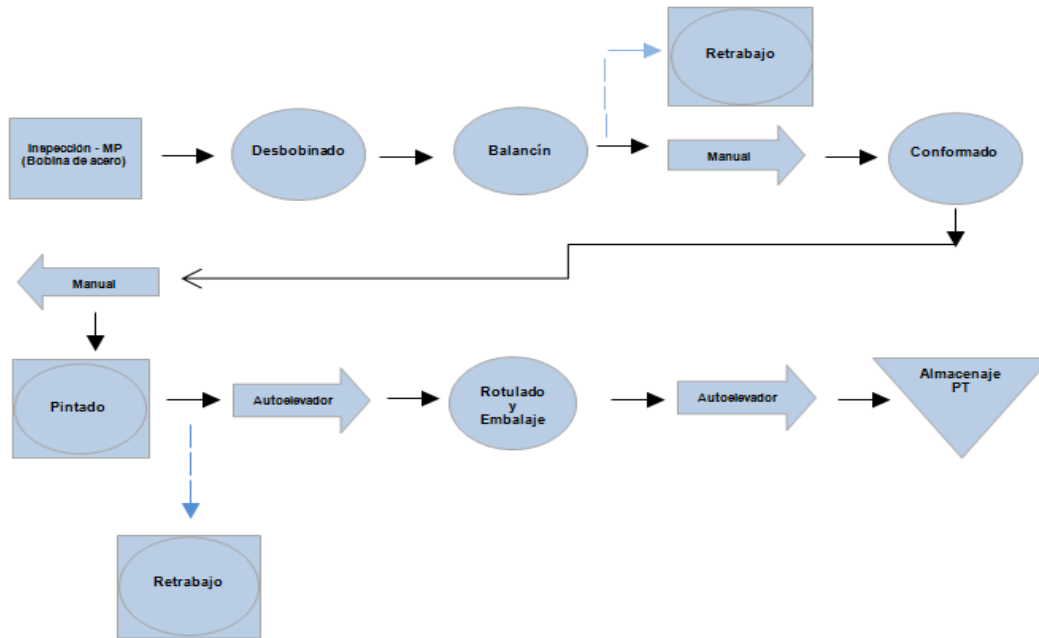 Retrabajo
Inspección - MP
(Bobina de acero)
Desbobinado
Balancín
Manual
Conformado
Manual
Pintado
Autoelevador
Rotulado
y
Embalaje
Autoelevador
Almacenaje
PT
Retrabajo